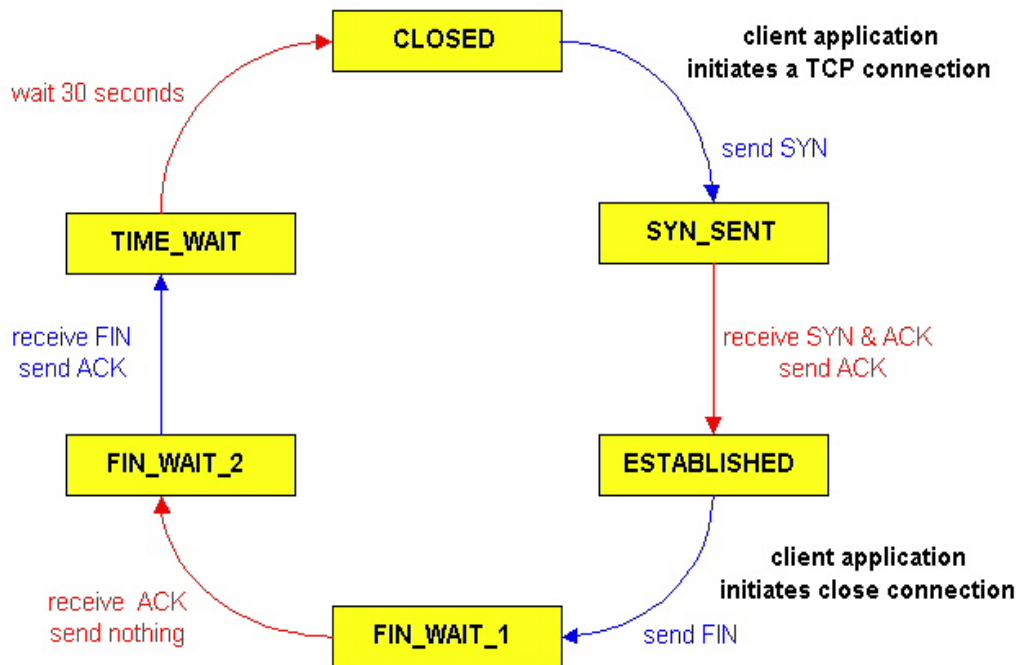 CLOSED
client application
initiates a TCP connection
wait 30 seconds
send SYN
TIME_WAIT
SYN_SENT
receive FIN
send ACK
receive SYN & ACK
send ACK
FIN_WAIT_2
ESTABLISHED
client application
initiates close connection
receive ACK
send nothing
FIN_WAIT_1
send FIN